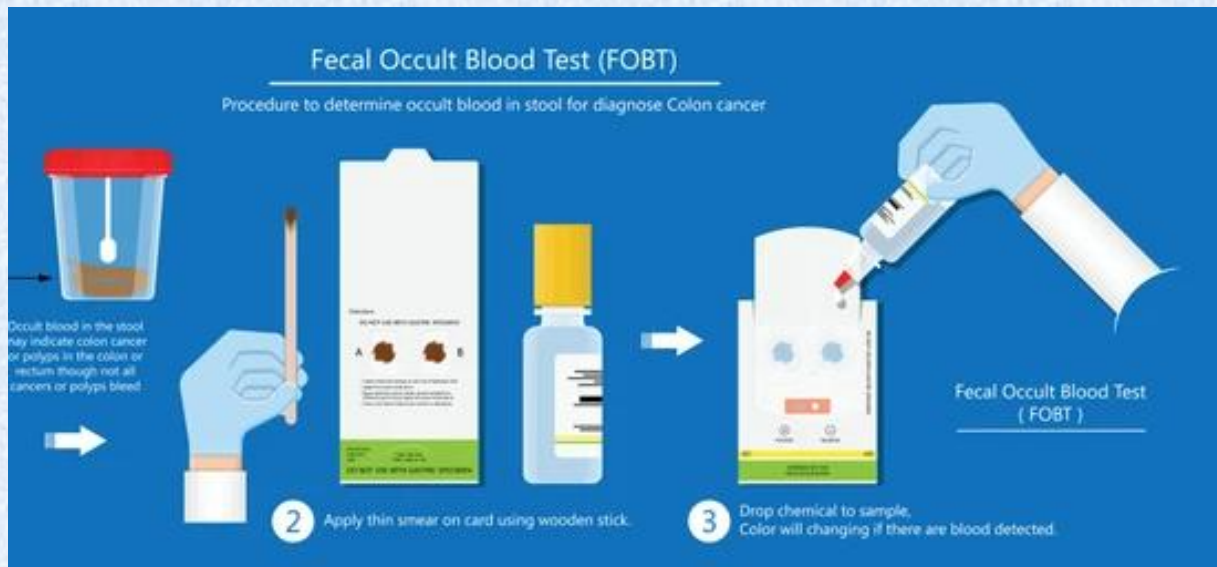 Fecal Occult Blood Test (FOBT)
Procedure to determine occult blood in stool for diagnose Colon cancer
Occult blood in the stool
may indicate colon cancer
or polyps in the colon or
rectum though not all
cancers or polyps bleed
DO NOT USE WITH GASTRIC SPECIMENS
A B
DO NOT USE WITH GASTRIC SPECIMEN
2 Apply thin smear on card using wooden stick.
3 Drop chemical to sample,
Color will changing if there are blood detected.
Fecal Occult Blood Test
( FOBT )